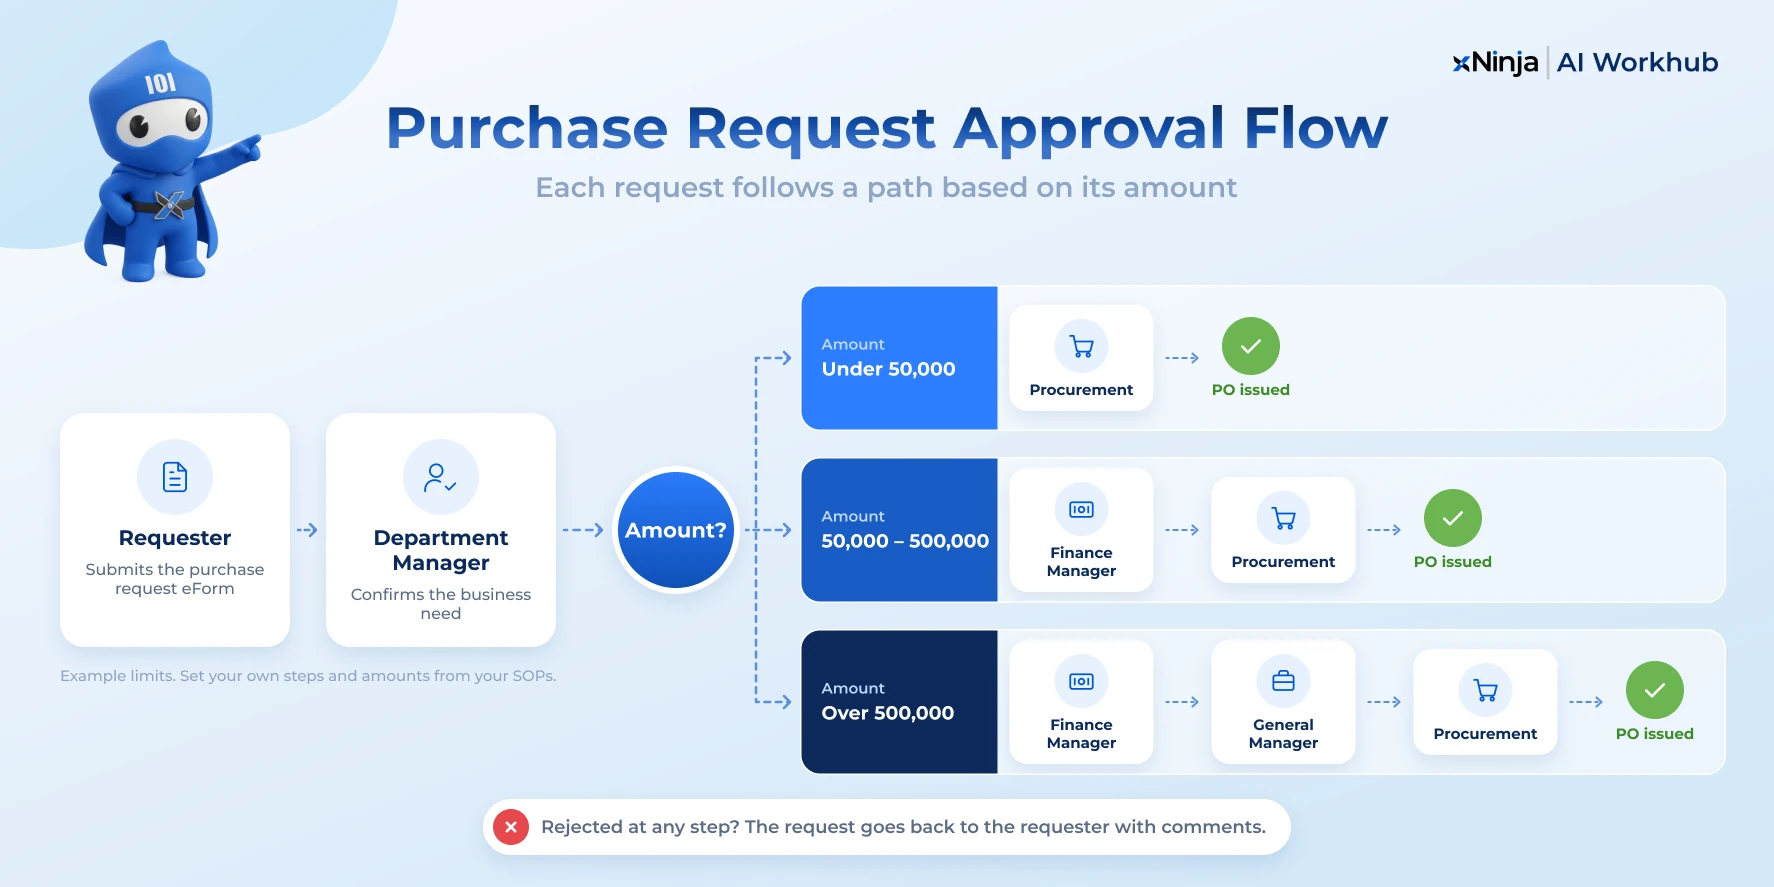 IOI
xNinja | AI Workhub
Purchase Request Approval Flow
Each request follows a path based on its amount
Requester
Submits the purchase
request eForm
Department
Manager
Confirms the business
need
Example limits. Set your own steps and amounts from your SOPs.
Amount?
Amount
Under 50,000
Procurement
PO issued
Amount
50,000 – 500,000
Finance
Manager
Procurement
PO issued
Amount
Over 500,000
Finance
Manager
General
Manager
Procurement
PO issued
Rejected at any step? The request goes back to the requester with comments.